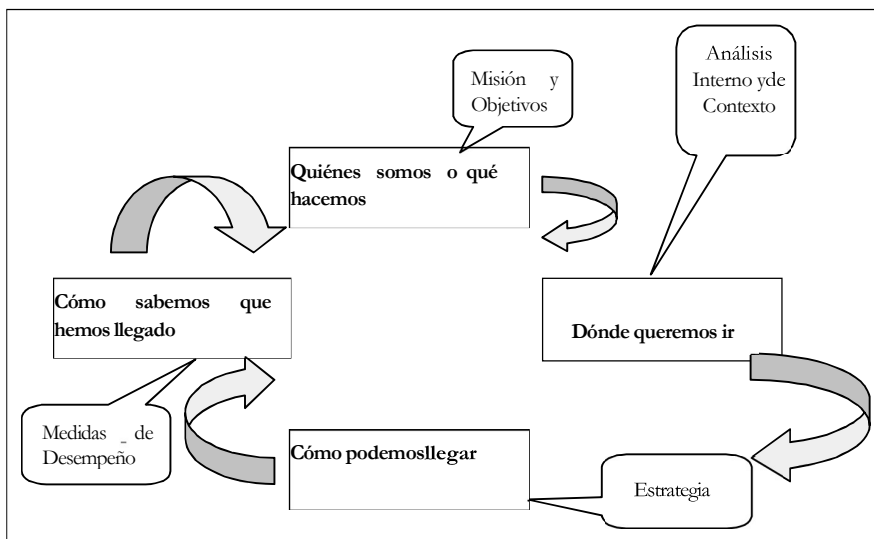 Misión y
Objetivos
Análisis
Interno yde
Contexto
Quiénes somos o qué
hacemos
Cómo sabemos que
hemos llegado
Dónde queremos ir
Medidas _ de
Desempeño
Cómo podemosllegar
Estrategia